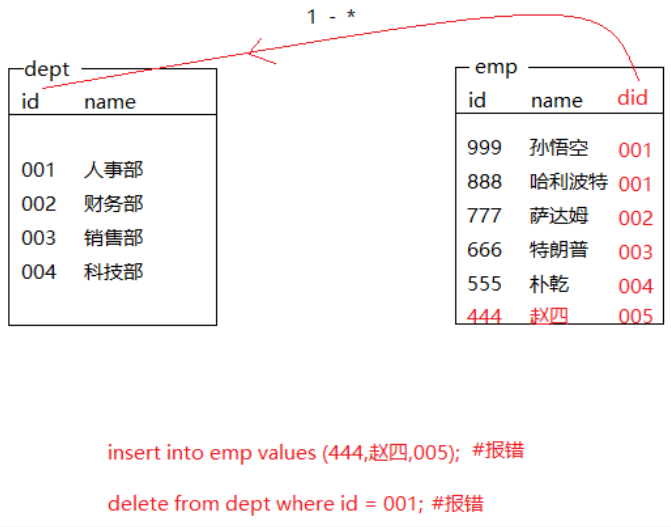 1 - *
dept
id name
001 人事部
002 财务部
003 销售部
004 科技部
emp
id name did
999 孙悟空 001
888 哈利波特 001
777 萨达姆 002
666 特朗普 003
555 朴乾 004
444 赵四 005
insert into emp values (444,赵四,005); #报错
delete from dept where id = 001; #报错